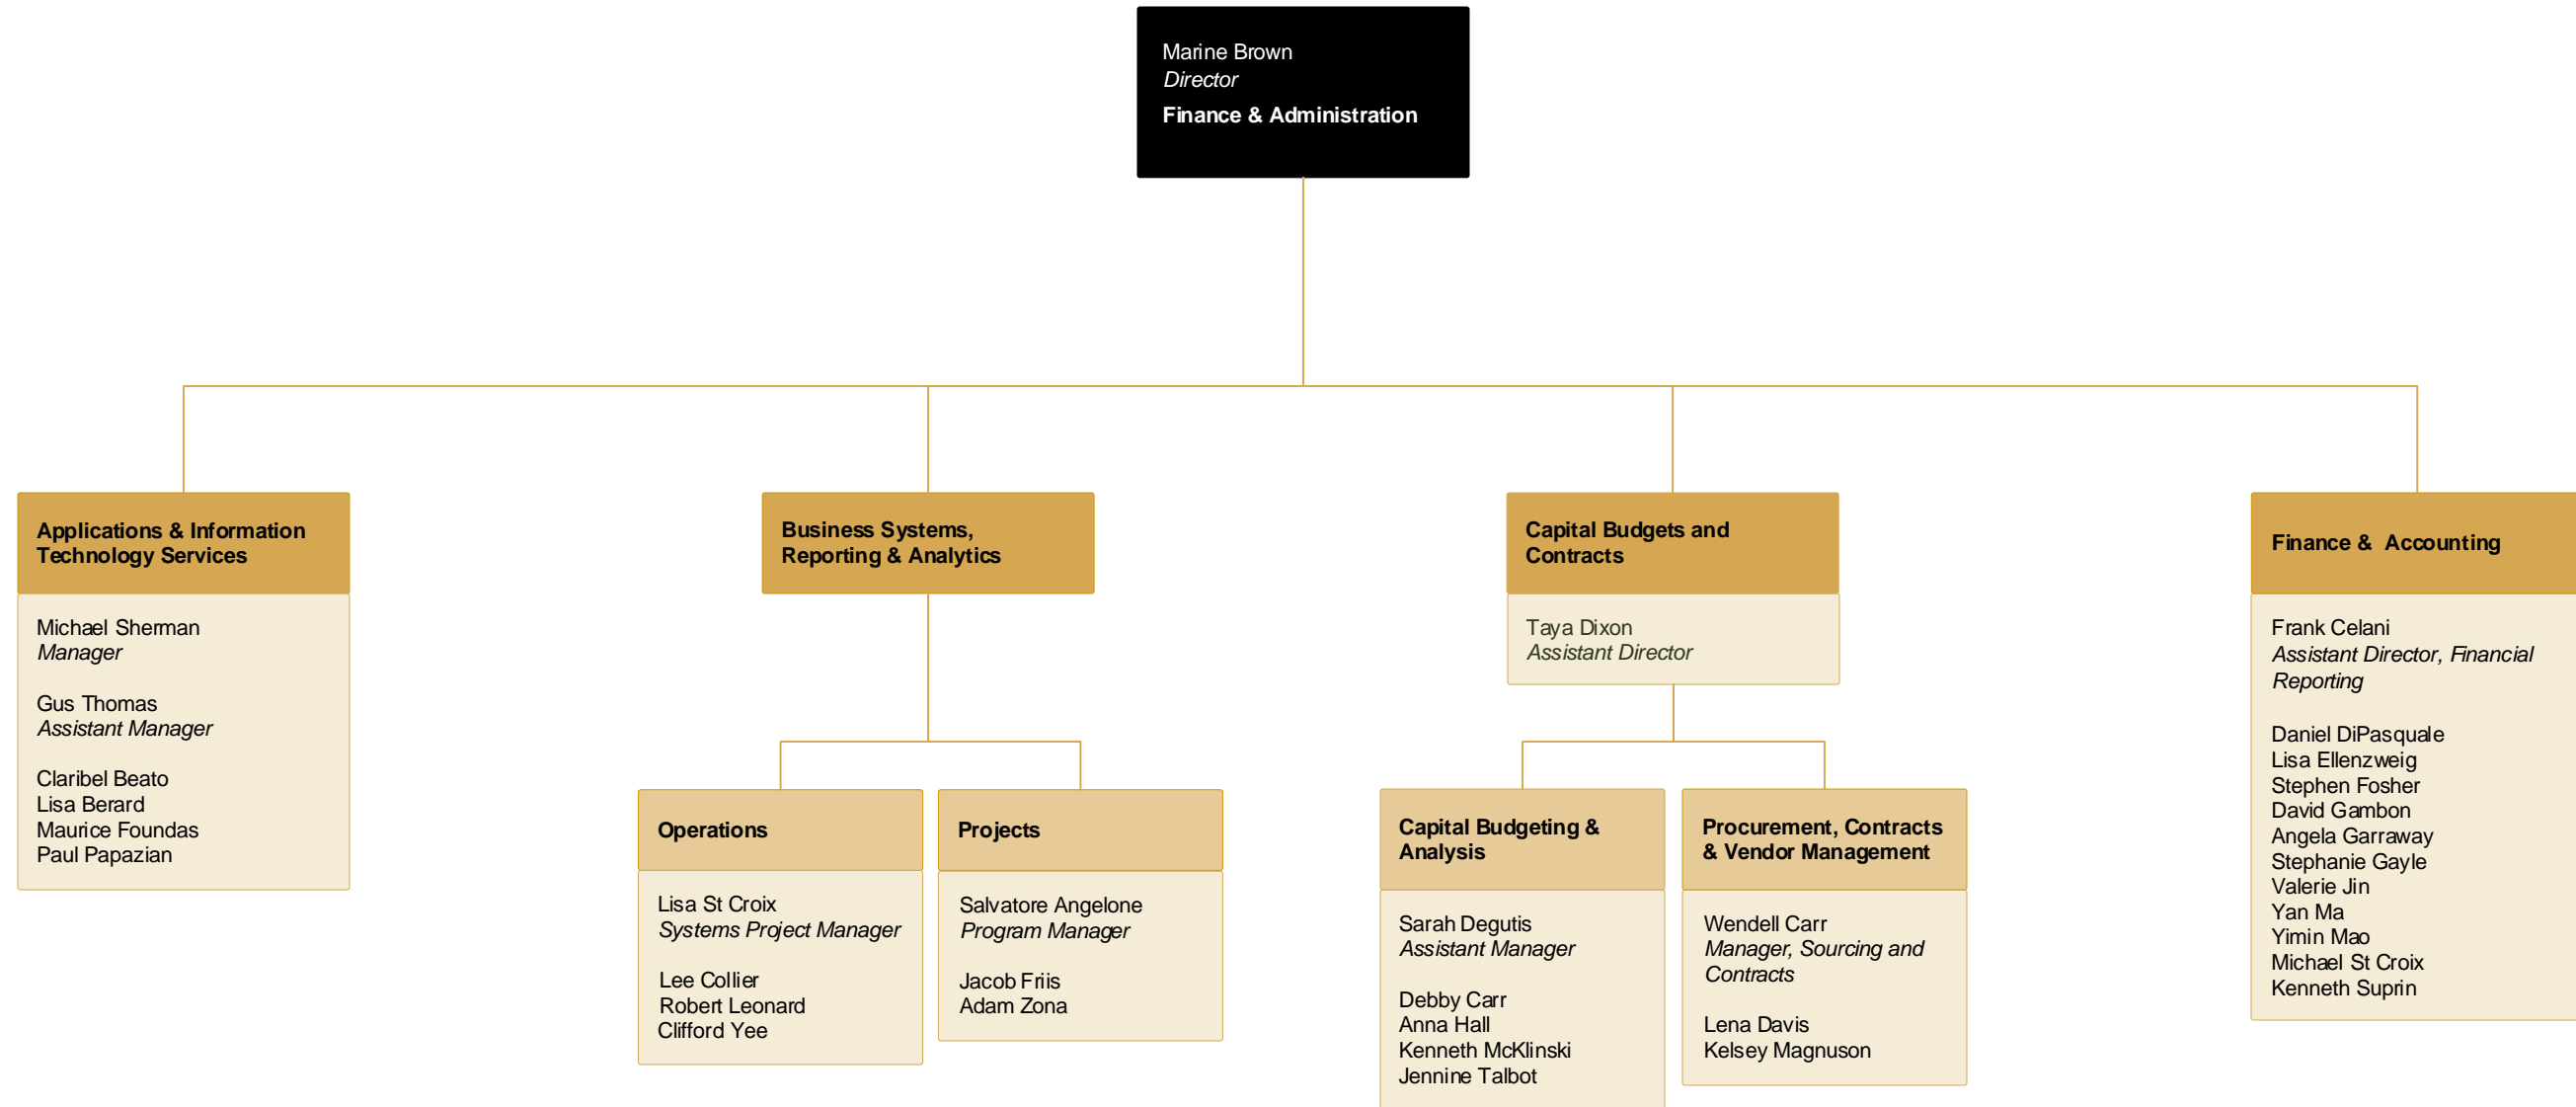 Marine Brown
Director
Finance & Administration
Applications & Information
Technology Services
Michael Sherman
Manager
Gus Thomas
Assistant Manager
Claribel Beato
Lisa Berard
Maurice Foundas
Paul Papazian
Business Systems,
Reporting & Analytics
Operations
Lisa St Croix
Systems Project Manager
Lee Collier
Robert Leonard
Clifford Yee
Projects
Salvatore Angelone
Program Manager
Jacob Friis
Adam Zona
Capital Budgets and
Contracts
Taya Dixon
Assistant Director
Capital Budgeting &
Analysis
Sarah Degutis
Assistant Manager
Debby Carr
Anna Hall
Kenneth McKlinski
Jennine Talbot
Procurement, Contracts
& Vendor Management
Wendell Carr
Manager, Sourcing and
Contracts
Lena Davis
Kelsey Magnuson
Finance & Accounting
Frank Celani
Assistant Director, Financial
Reporting
Daniel DiPasquale
Lisa Ellenzweig
Stephen Fosher
David Gambon
Angela Garraway
Stephanie Gayle
Valerie Jin
Yan Ma
Yimin Mao
Michael St Croix
Kenneth Suprin